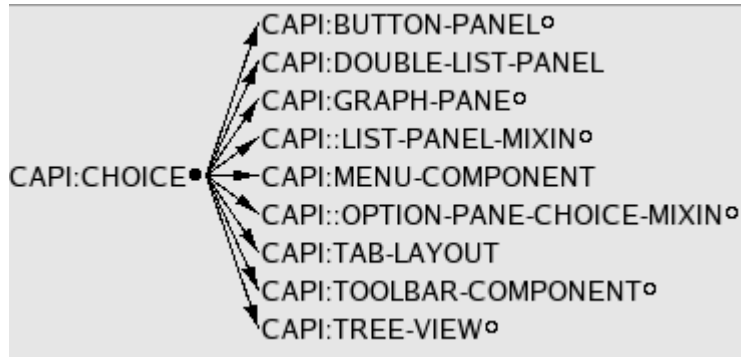 CAPI:BUTTON-PANEL
CAPI:DOUBLE-LIST-PANEL
CAPI:GRAPH-PANE
CAPI::LIST-PANEL-MIXIN
CAPI:CHOICE
CAPI:MENU-COMPONENT
CAPI::OPTION-PANE-CHOICE-MIXIN
CAPI:TAB-LAYOUT
CAPI:TOOLBAR-COMPONENT
CAPI:TREE-VIEW